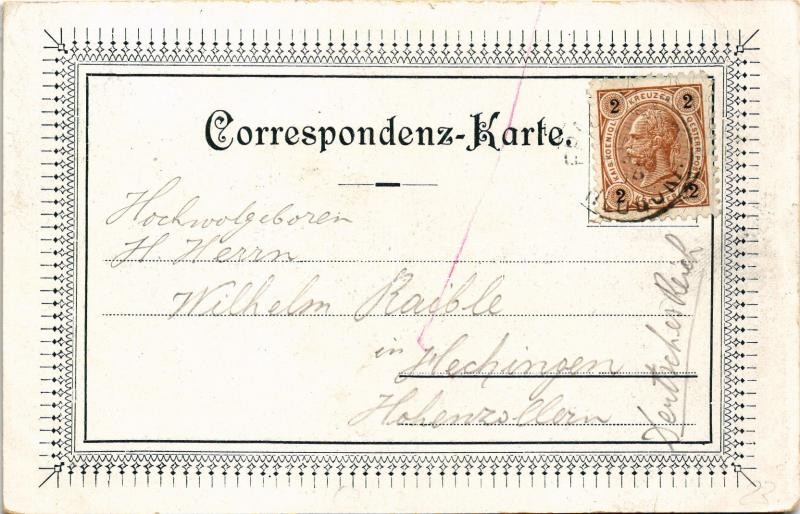 Correspondenz-Karte.
2 KREUZER 2
KAIS.KOENIGL. OESTERR.POST
2 2
Hochwolgeboren
H. Herrn
Wilhelm Raible
in Hechingen
Hohenzollern
Deutsches Reich
23